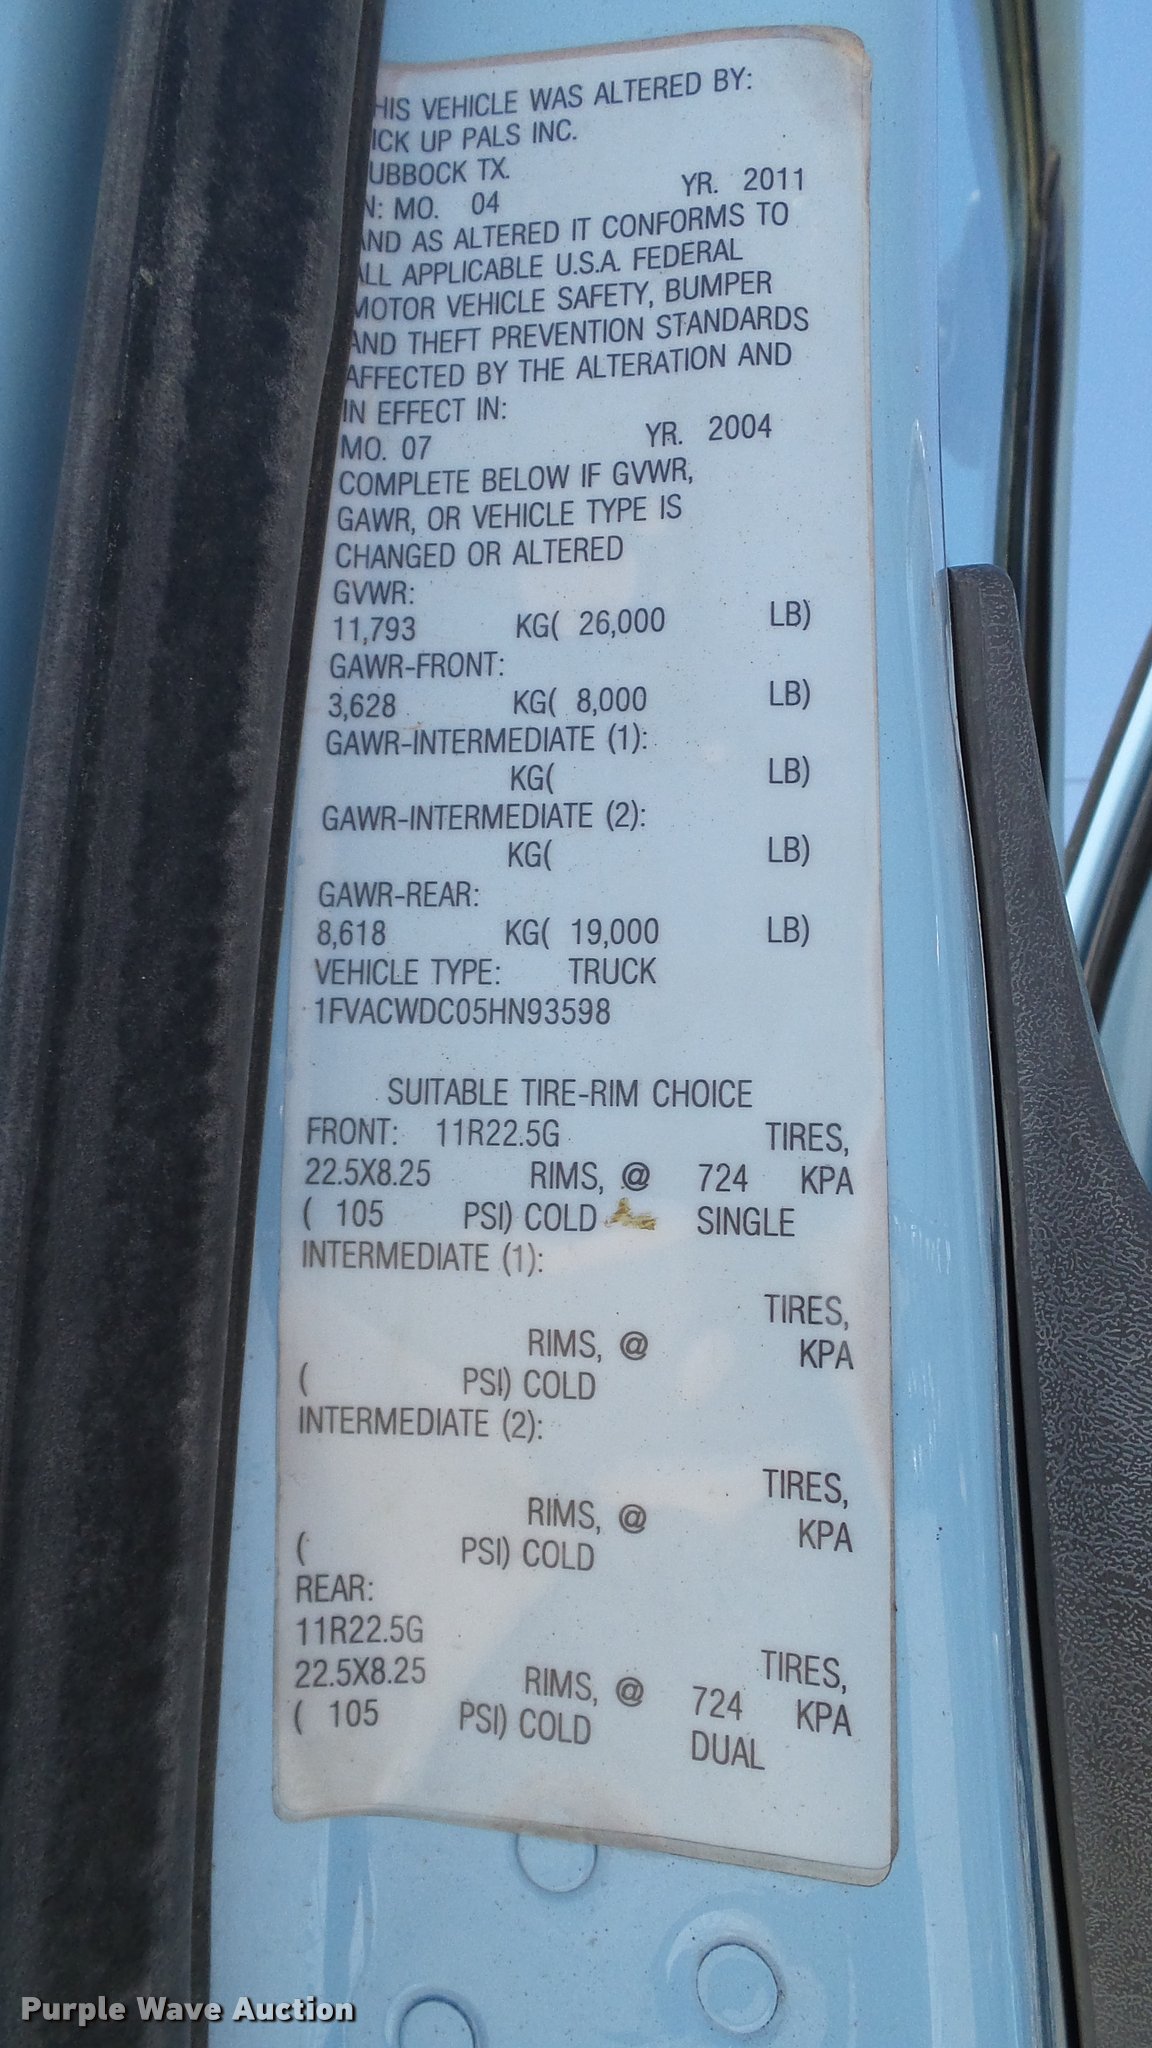 HIS VEHICLE WAS ALTERED BY:
ICK UP PALS INC.
UBBOCK TX.
N: MO. 04 YR. 2011
AND AS ALTERED IT CONFORMS TO
ALL APPLICABLE U.S.A. FEDERAL
MOTOR VEHICLE SAFETY, BUMPER
AND THEFT PREVENTION STANDARDS
AFFECTED BY THE ALTERATION AND
IN EFFECT IN:
MO. 07 YR. 2004
COMPLETE BELOW IF GVWR,
GAWR, OR VEHICLE TYPE IS
CHANGED OR ALTERED
GVWR:
11,793 KG( 26,000 LB)
GAWR-FRONT:
3,628 KG( 8,000 LB)
GAWR-INTERMEDIATE (1):
KG( LB)
GAWR-INTERMEDIATE (2):
KG( LB)
GAWR-REAR:
8,618 KG( 19,000 LB)
VEHICLE TYPE: TRUCK
1FVACWDC05HN93598
SUITABLE TIRE-RIM CHOICE
FRONT: 11R22.5G TIRES,
22.5X8.25 RIMS, @ 724 KPA
( 105 PSI) COLD SINGLE
INTERMEDIATE (1):
TIRES,
RIMS, @ KPA
( PSI) COLD
INTERMEDIATE (2):
TIRES,
RIMS, @ KPA
( PSI) COLD
REAR:
11R22.5G TIRES,
22.5X8.25 RIMS, @ 724 KPA
( 105 PSI) COLD DUAL
Purple Wave Auction